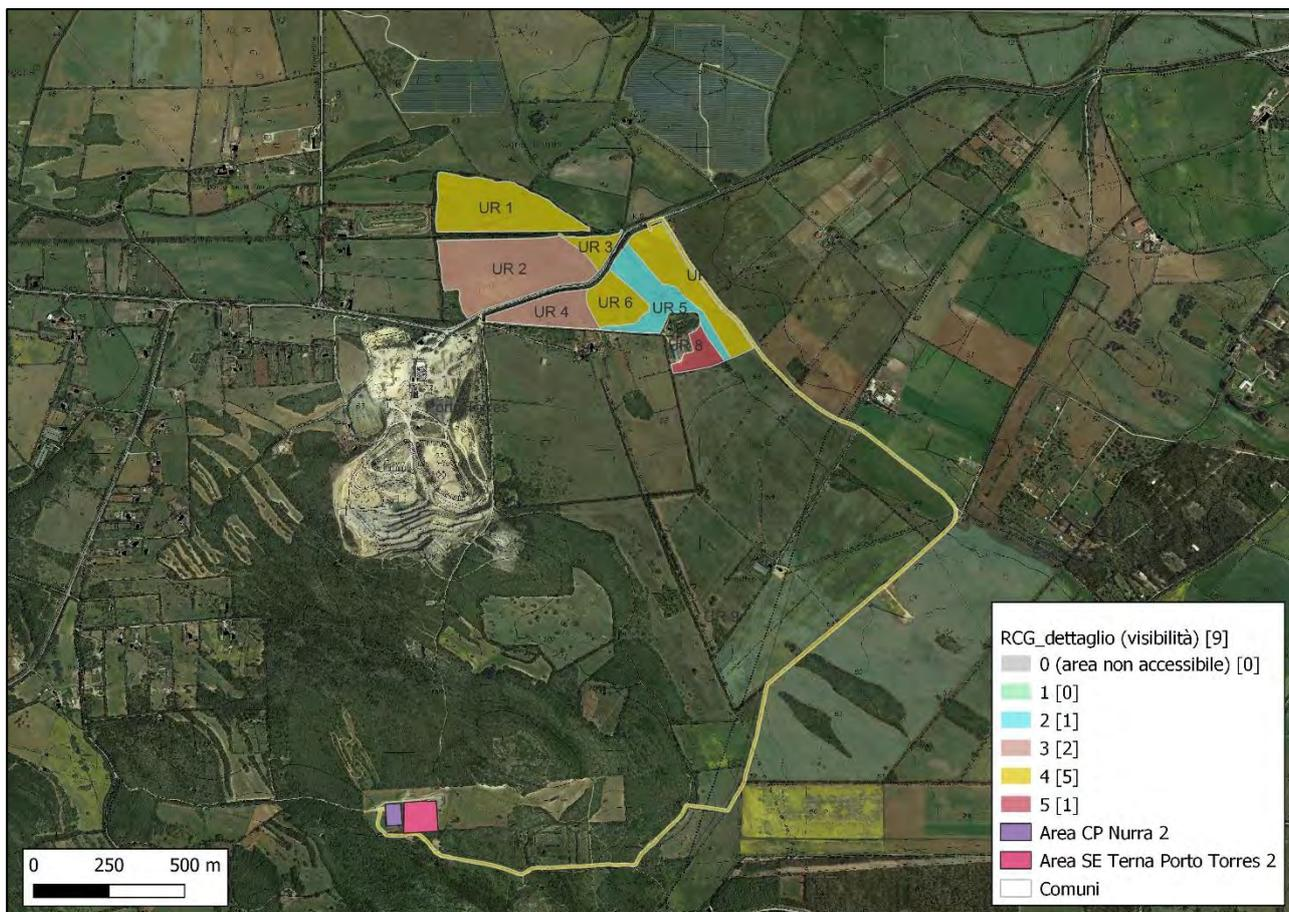 UR 1
UR 3
UR 2
UR
UR 6
UR 5
UR 4
UR 8
0 250 500 m
RCG_dettaglio (visibilità) [9]
0 (area non accessibile) [0]
1 [0]
2 [1]
3 [2]
4 [5]
5 [1]
Area CP Nurra 2
Area SE Terna Porto Torres 2
Comuni